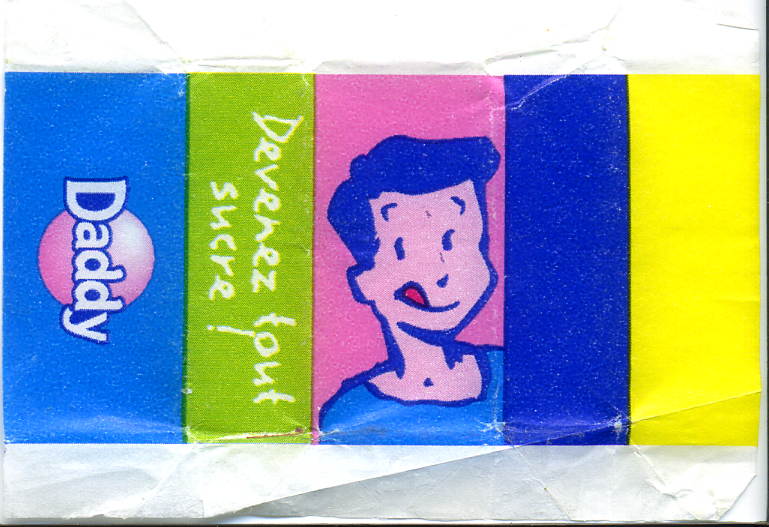 Daddy
Devenez tout
sucre !